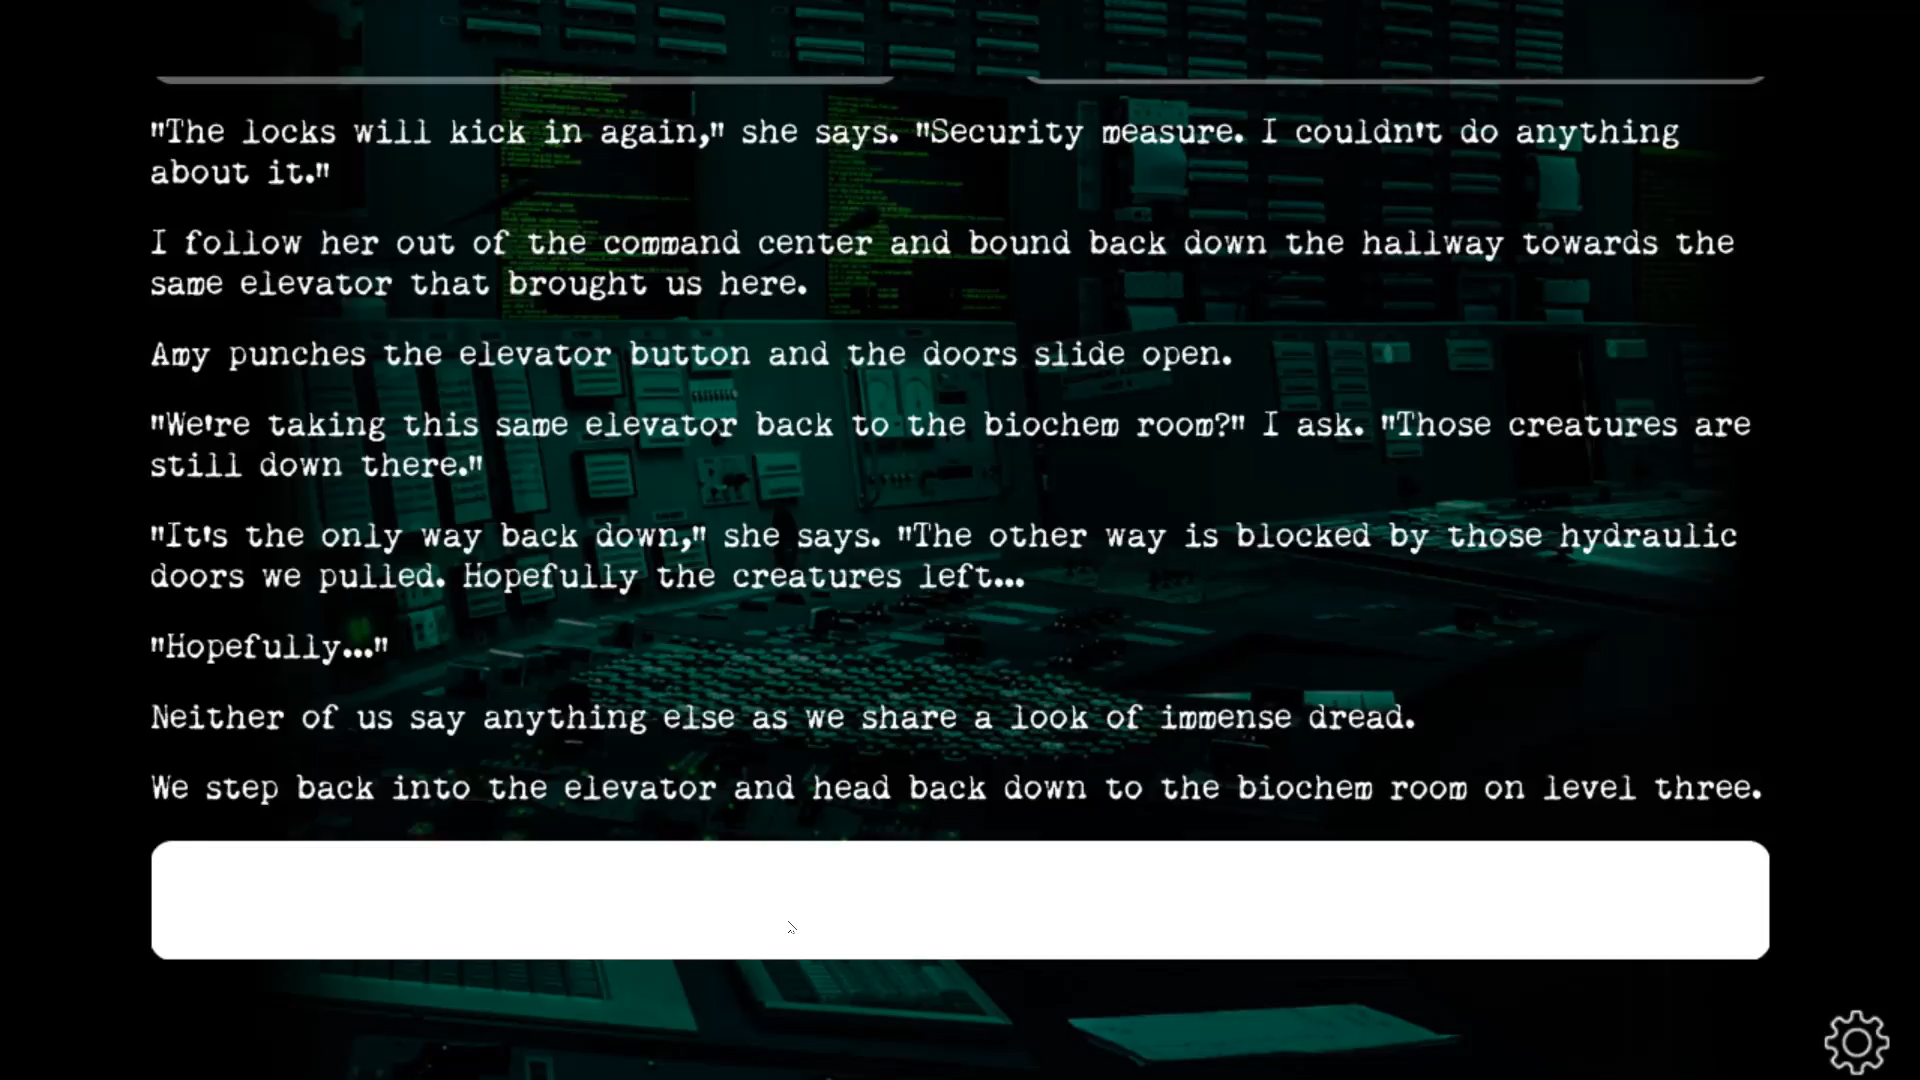 "The locks will kick in again," she says. "Security measure. I couldn't do anything
about it."
I follow her out of the command center and bound back down the hallway towards the
same elevator that brought us here.
Amy punches the elevator button and the doors slide open.
"We're taking this same elevator back to the biochem room?" I ask. "Those creatures are
still down there."
"It's the only way back down," she says. "The other way is blocked by those hydraulic
doors we pulled. Hopefully the creatures left...
"Hopefully..."
Neither of us say anything else as we share a look of immense dread.
We step back into the elevator and head back down to the biochem room on level three.